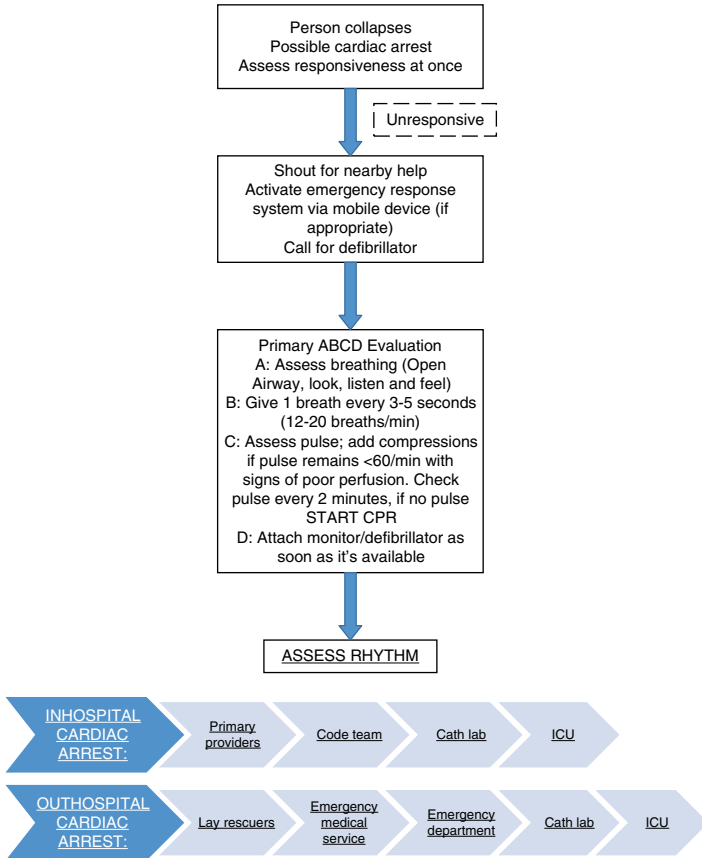 Person collapses
Possible cardiac arrest
Assess responsiveness at once
Unresponsive
Shout for nearby help
Activate emergency response
system via mobile device (if
appropriate)
Call for defibrillator
Primary ABCD Evaluation
A: Assess breathing (Open
Airway, look, listen and feel)
B: Give 1 breath every 3-5 seconds
(12-20 breaths/min)
C: Assess pulse; add compressions
if pulse remains <60/min with
signs of poor perfusion. Check
pulse every 2 minutes, if no pulse
START CPR
D: Attach monitor/defibrillator as
soon as it's available
ASSESS RHYTHM
INHOSPITAL
CARDIAC
ARREST:
Primary
providers
Code team
Cath lab
ICU
OUTHOSPITAL
CARDIAC
ARREST:
Lay rescuers
Emergency
medical
service
Emergency
department
Cath lab
ICU